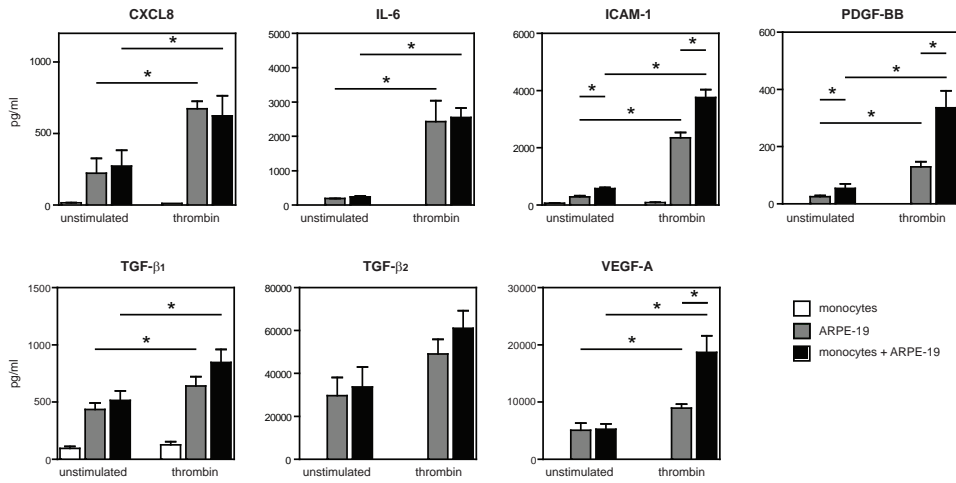 CXCL8
IL-6
ICAM-1
PDGF-BB
pg/ml
1000
500
0
unstimulated thrombin
*
*
5000
4000
3000
2000
1000
0
unstimulated thrombin
*
*
6000
4000
2000
0
unstimulated thrombin
*
*
*
*
600
400
200
0
unstimulated thrombin
*
*
*
*
TGF-β1
TGF-β2
VEGF-A
pg/ml
1500
1000
500
0
unstimulated thrombin
*
*
80000
60000
40000
20000
0
unstimulated thrombin
30000
20000
10000
0
unstimulated thrombin
*
*
*
monocytes
ARPE-19
monocytes + ARPE-19